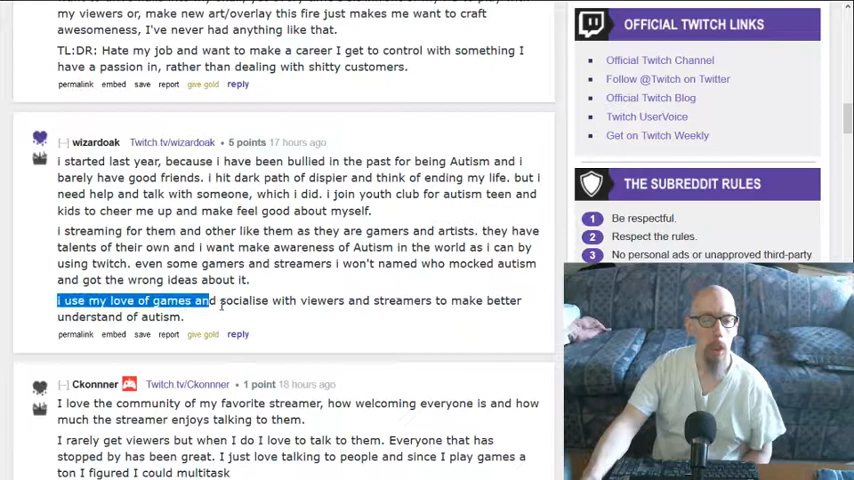 my viewers or, make new art/overlay this fire just makes me want to craft
awesomeness, I've never had anything like that.
TL:DR: Hate my job and want to make a career I get to control with something I
have a passion in, rather than dealing with shitty customers.
permalink embed save report give gold reply
[–] wizardoak Twitch.tv/wizardoak • 5 points 17 hours ago
i started last year, because i have been bullied in the past for being Autism and i
barely have good friends. i hit dark path of dispier and think of ending my life. but i
need help and talk with someone, which i did. i join youth club for autism teen and
kids to cheer me up and make feel good about myself.
i streaming for them and other like them as they are gamers and artists. they have
talents of their own and i want make awareness of Autism in the world as i can by
using twitch. even some gamers and streamers i won't named who mocked autism
and got the wrong ideas about it.
i use my love of games and socialise with viewers and streamers to make better
understand of autism.
permalink embed save report give gold reply
[–] Ckonnner Twitch.tv/Ckonnner • 1 point 18 hours ago
I love the community of my favorite streamer, how welcoming everyone is and how
much the streamer enjoys talking to them.
I rarely get viewers but when I do I love to talk to them. Everyone that has
stopped by has been great. I just love talking to people and since I play games a
ton I figured I could multitask
OFFICIAL TWITCH LINKS
Official Twitch Channel
Follow @Twitch on Twitter
Official Twitch Blog
Twitch UserVoice
Get on Twitch Weekly
THE SUBREDDIT RULES
1 Be respectful.
2 Respect the rules.
3 No personal ads or unapproved third-party